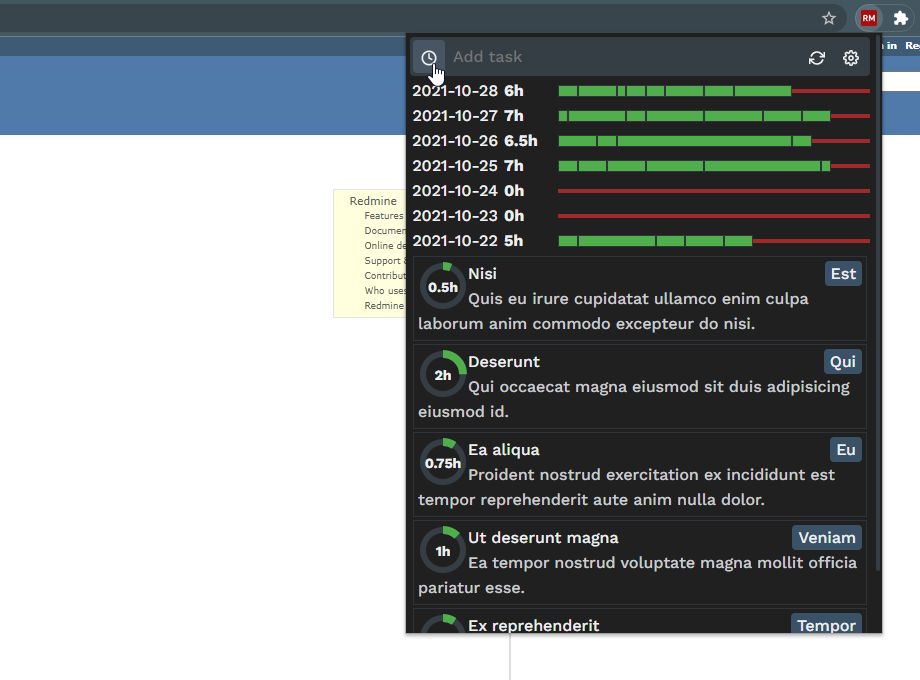 RM
in Re
Add task
2021-10-28 6h
2021-10-27 7h
2021-10-26 6.5h
2021-10-25 7h
2021-10-24 0h
2021-10-23 0h
2021-10-22 5h
Redmine
Features
Documen
Online de
Support &
Contribut
Who uses
Redmine
0.5h
Nisi
Est
Quis eu irure cupidatat ullamco enim culpa
laborum anim commodo excepteur do nisi.
2h
Deserunt
Qui
Qui occaecat magna eiusmod sit duis adipisicing
eiusmod id.
0.75h
Ea aliqua
Eu
Proident nostrud exercitation ex incididunt est
tempor reprehenderit aute anim nulla dolor.
1h
Ut deserunt magna
Veniam
Ea tempor nostrud voluptate magna mollit officia
pariatur esse.
Ex reprehenderit
Tempor